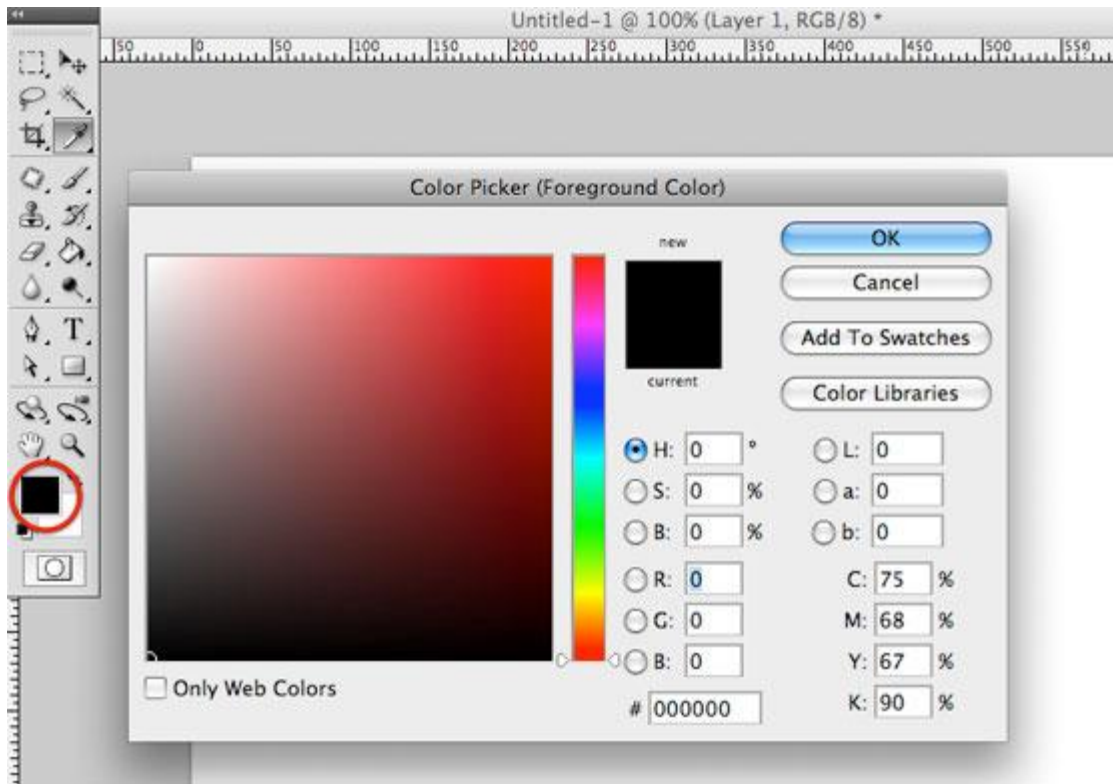 Untitled-1 @ 100% (Layer 1, RGB/8) *
50 0 50 100 150 200 250 300 350 400 450 500 550
T
Color Picker (Foreground Color)
new
current
OK
Cancel
Add To Swatches
Color Libraries
H: 0 °
S: 0 %
B: 0 %
R: 0
G: 0
B: 0
# 000000
L: 0
a: 0
b: 0
C: 75 %
M: 68 %
Y: 67 %
K: 90 %
Only Web Colors